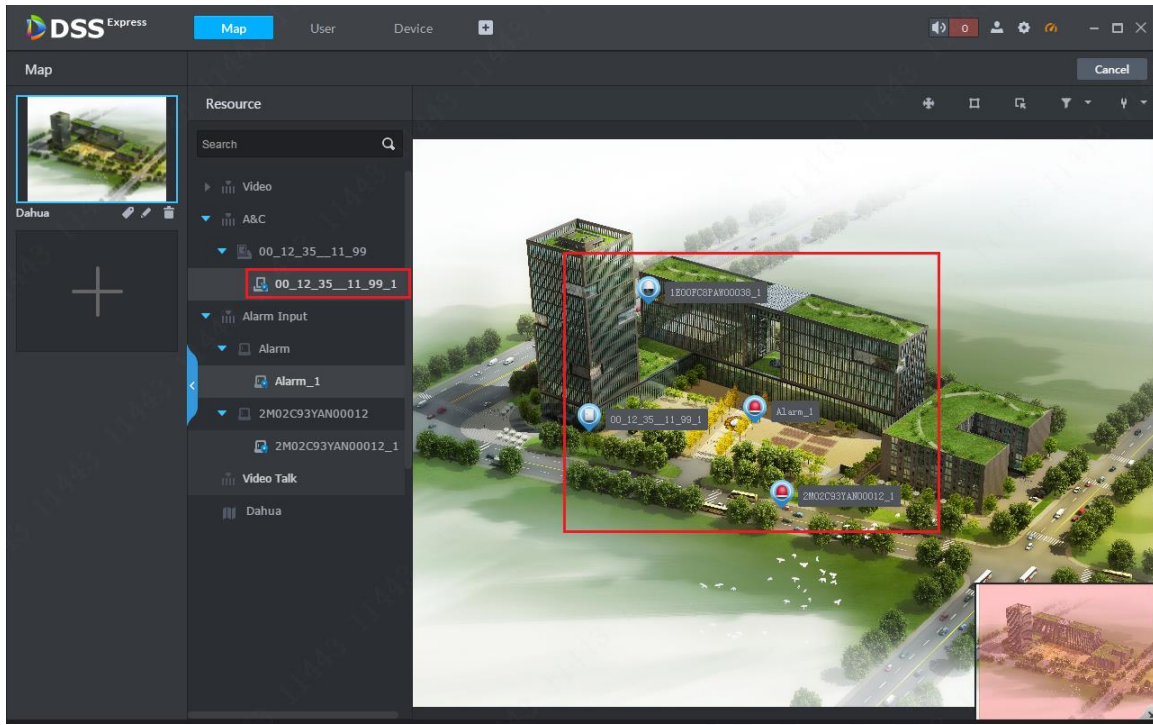 DSS Express
Map
User
Device
0
Map
Cancel
Resource
Search
Video
Dahua
A&C
00_12_35__11_99
00_12_35__11_99_1
Alarm Input
Alarm
Alarm_1
2M02C93YAN00012
2M02C93YAN00012_1
Video Talk
Dahua
1E00FC8PAW00038_1
Alarm_1
00_12_35__11_99_1
2M02C93YAN00012_1